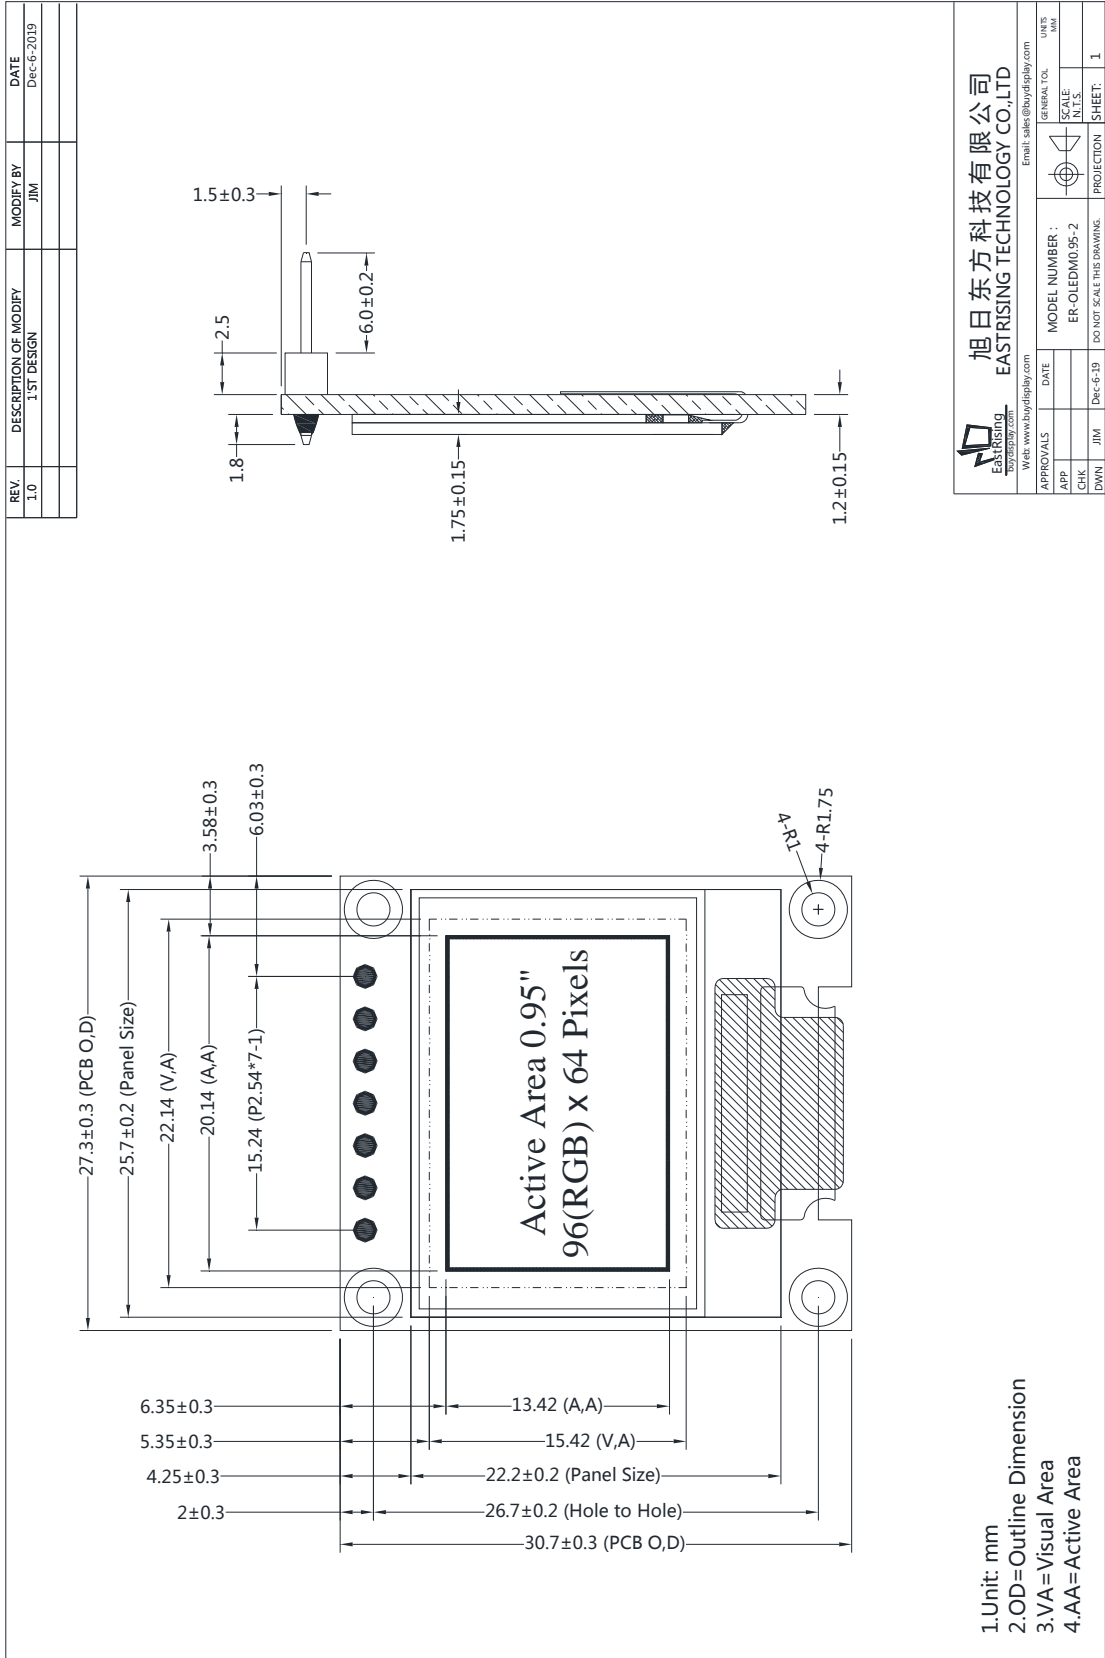 REV.
DESCRIPTION OF MODIFY
MODIFY BY
DATE
1.0
1'ST DESIGN
JIM
Dec-6-2019
27.3±0.3 (PCB O,D)
25.7±0.2 (Panel Size)
22.14 (V,A)
20.14 (A,A)
3.58±0.3
15.24 (P2.54*7-1)
6.03±0.3
6.35±0.3
13.42 (A,A)
5.35±0.3
15.42 (V,A)
4.25±0.3
22.2±0.2 (Panel Size)
2±0.3
26.7±0.2 (Hole to Hole)
30.7±0.3 (PCB O,D)
Active Area 0.95"
96(RGB) x 64 Pixels
4-R1
4-R1.75
1.5±0.3
2.5
6.0±0.2
1.8
1.75±0.15
1.2±0.15
1.Unit: mm
2.OD=Outline Dimension
3.VA=Visual Area
4.AA=Active Area
EastRising
buydisplay.com
旭日东方科技有限公司
EASTRISING TECHNOLOGY CO.,LTD
Web: www.buydisplay.com
Email: sales@buydisplay.com
APPROVALS
DATE
MODEL NUMBER :
ER-OLEDM0.95-2
GENERAL TOL
UNITS
MM
APP
SCALE:
N.T.S.
CHK
DWN
JIM
Dec-6-19
DO NOT SCALE THIS DRAWING.
PROJECTION
SHEET:
1